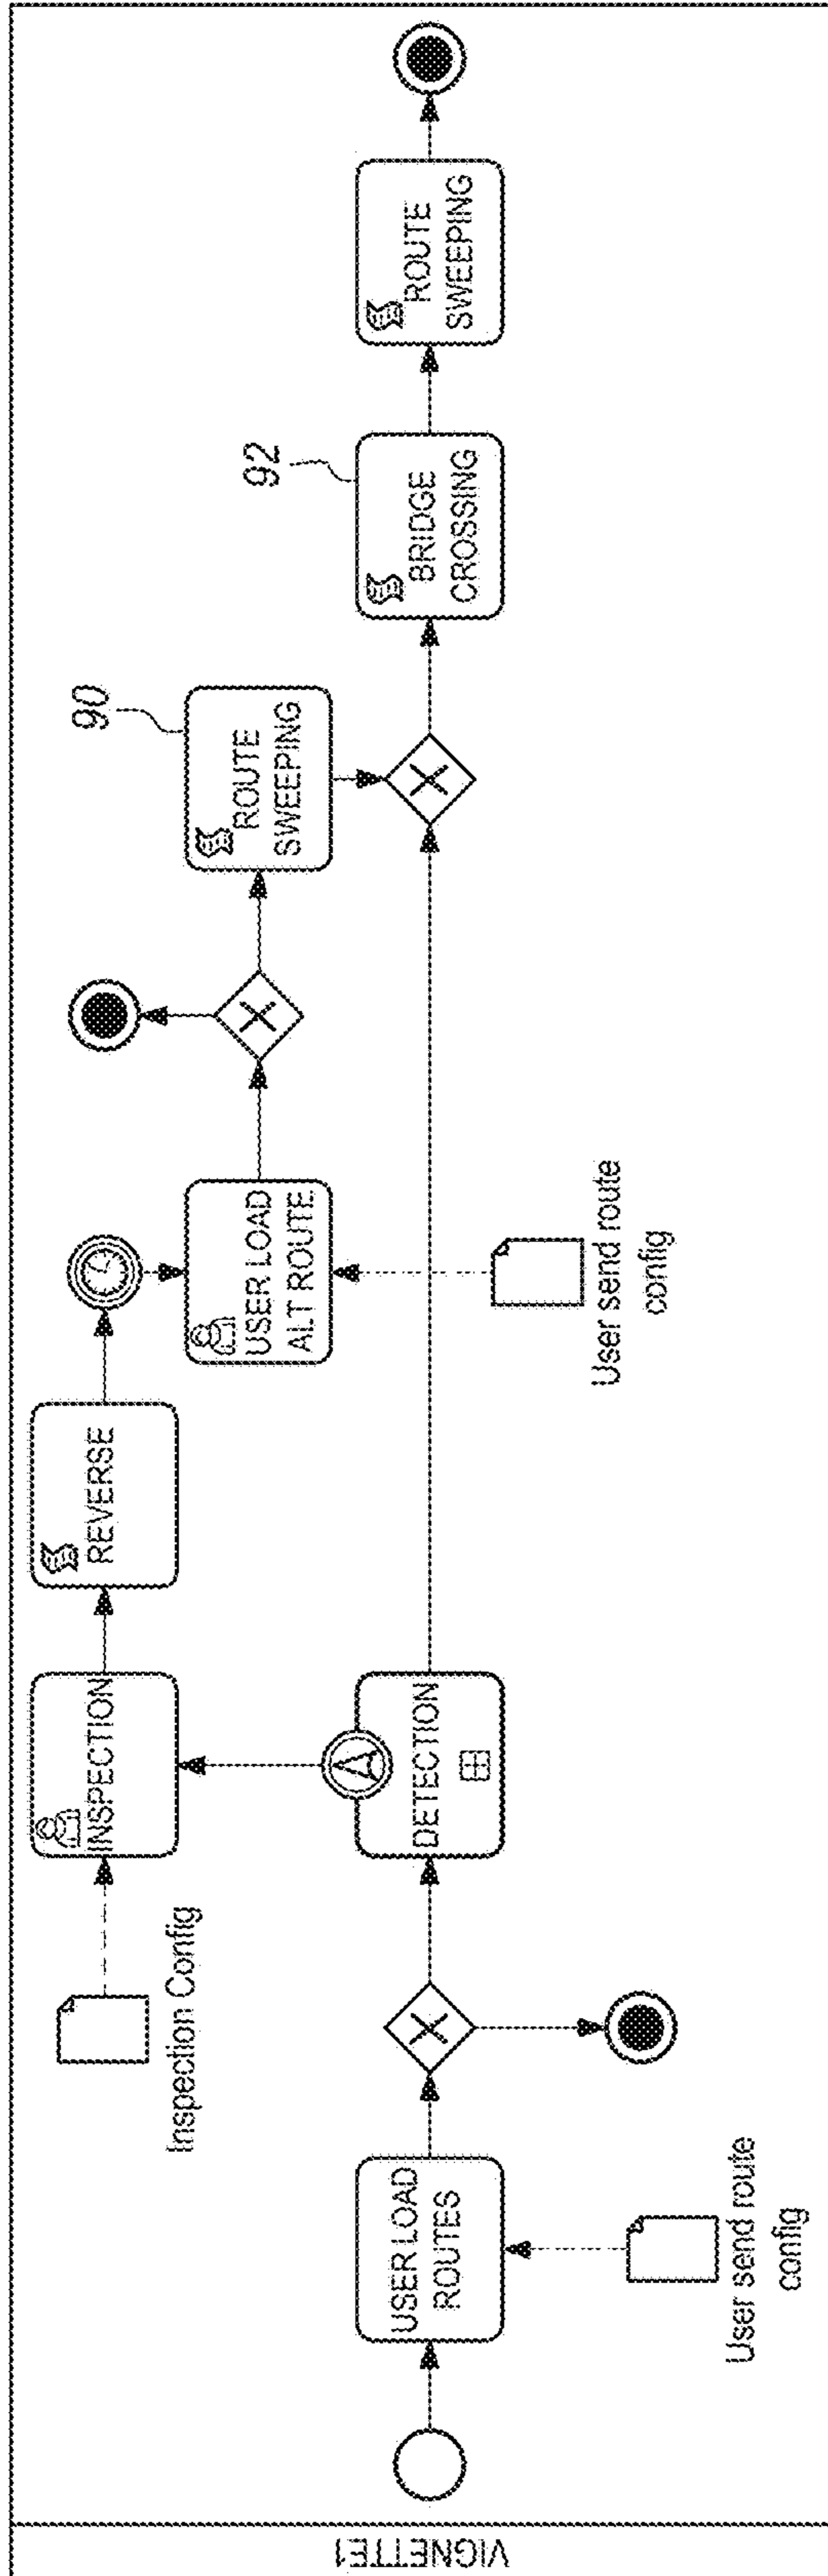 VIGNETTE1
USER LOAD
ROUTES
User send route
config
Inspection Config
INSPECTION
DETECTION
REVERSE
USER LOAD
ALT ROUTE
User send route
config
90
ROUTE
SWEEPING
92
BRIDGE
CROSSING
ROUTE
SWEEPING